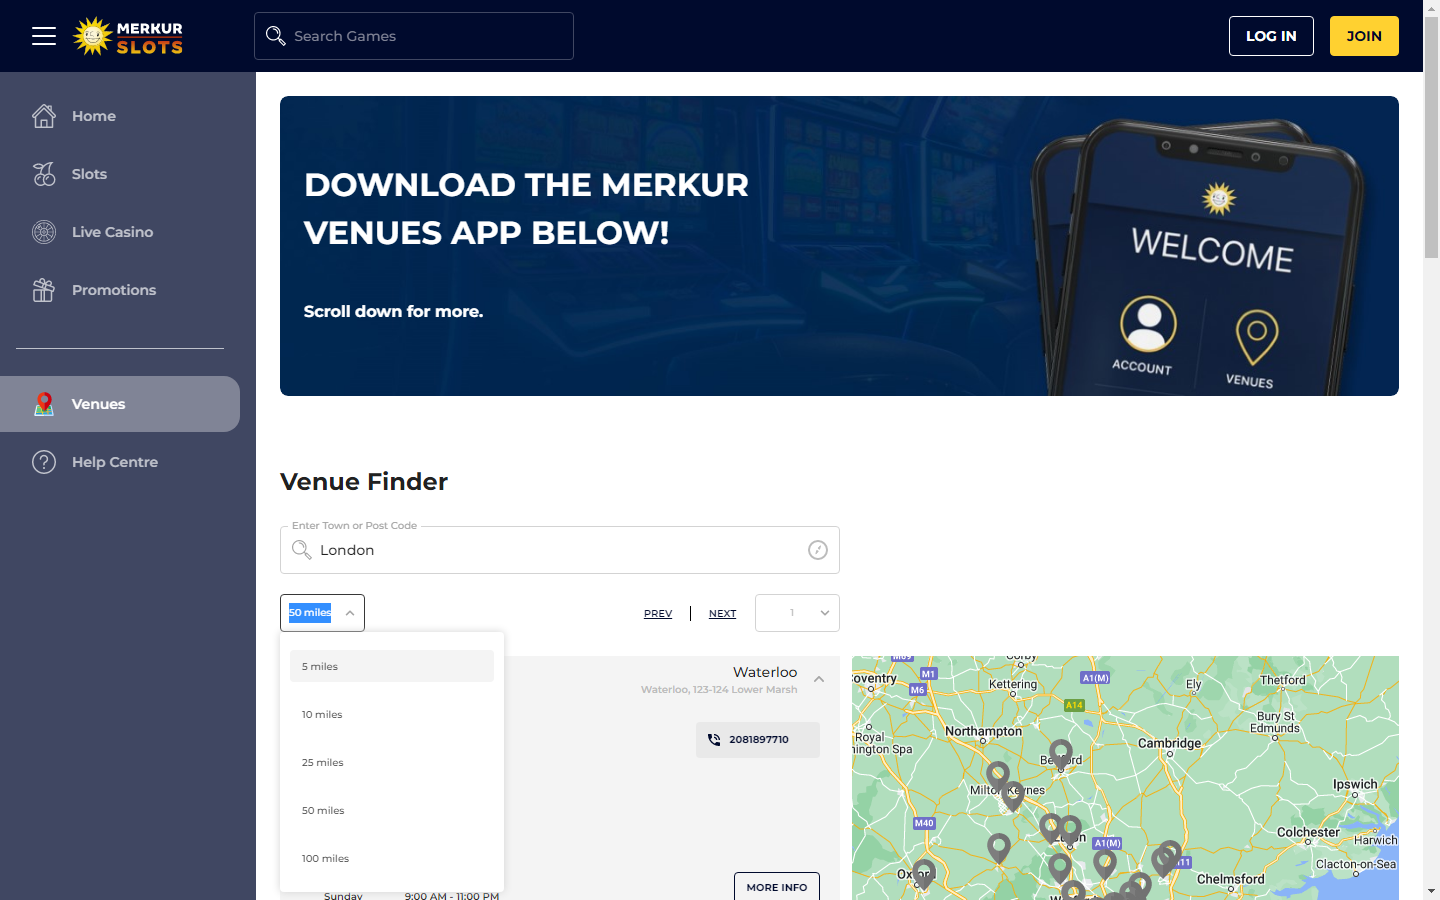 MERKUR
SLOTS
Search Games
LOG IN
JOIN
Home
Slots
Live Casino
Promotions
Venues
Help Centre
DOWNLOAD THE MERKUR
VENUES APP BELOW!
Scroll down for more.
WELCOME
ACCOUNT
VENUES
Venue Finder
Enter Town or Post Code
London
50 miles
PREV
NEXT
1
5 miles
10 miles
25 miles
50 miles
100 miles
Waterloo
Waterloo, 123-124 Lower Marsh
2081897710
Sunday 9:00 AM - 11:00 PM
MORE INFO
Coventry
M1
M6
Corby
Kettering
A1(M)
Ely
Thetford
A14
Royal
mington Spa
Northampton
Bury St
Edmunds
Cambridge
Bedford
Milton Keynes
Ipswich
M40
Colchester
Harwich
A1(M)
M11
Clacton-on-Sea
Oxford
Chelmsford